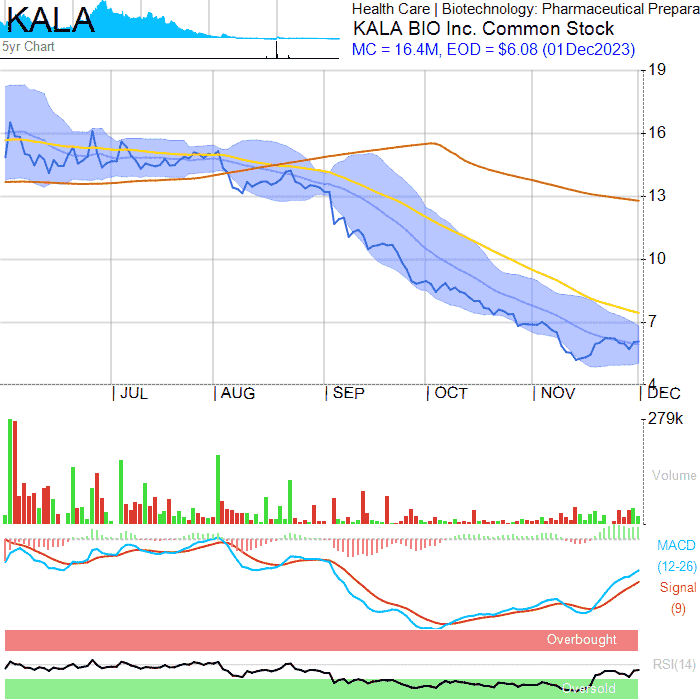 KALA
5yr Chart
Health Care | Biotechnology: Pharmaceutical Prepara
KALA BIO Inc. Common Stock
MC = 16.4M, EOD = $6.08 (01Dec2023)
19
16
13
10
7
4
JUL
AUG
SEP
OCT
NOV
DEC
279k
Volume
MACD
(12-26)
Signal
(9)
Overbought
RSI(14)
Oversold